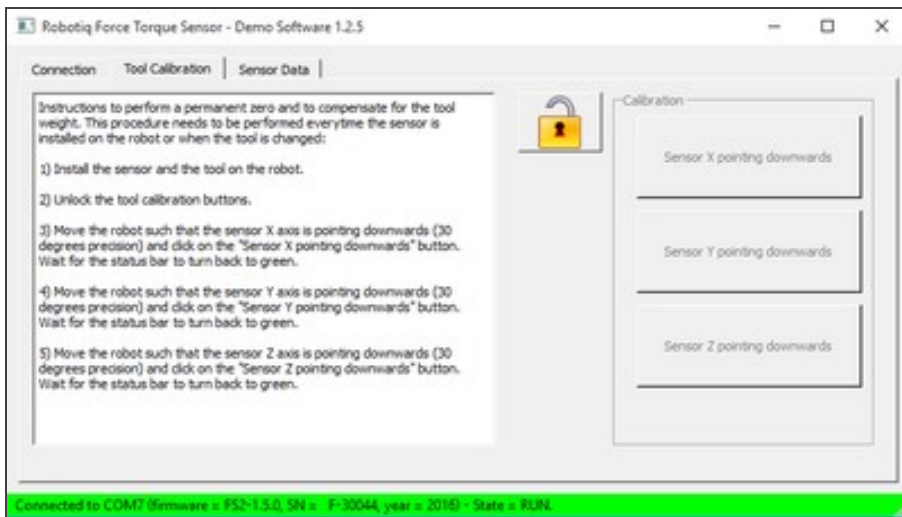 Robotiq Force Torque Sensor - Demo Software 1.2.5
Connection
Tool Calibration
Sensor Data
Instructions to perform a permanent zero and to compensate for the tool
weight. This procedure needs to be performed everytime the sensor is
installed on the robot or when the tool is changed:
1) Install the sensor and the tool on the robot.
2) Unlock the tool calibration buttons.
3) Move the robot such that the sensor X axis is pointing downwards (30
degrees precision) and click on the "Sensor X pointing downwards" button.
Wait for the status bar to turn back to green.
4) Move the robot such that the sensor Y axis is pointing downwards (30
degrees precision) and click on the "Sensor Y pointing downwards" button.
Wait for the status bar to turn back to green.
5) Move the robot such that the sensor Z axis is pointing downwards (30
degrees precision) and click on the "Sensor Z pointing downwards" button.
Wait for the status bar to turn back to green.
Calibration
Sensor X pointing downwards
Sensor Y pointing downwards
Sensor Z pointing downwards
Connected to COM7 (firmware = FS2-1.5.0, SN = F-30044, year = 2016) - State = RUN.